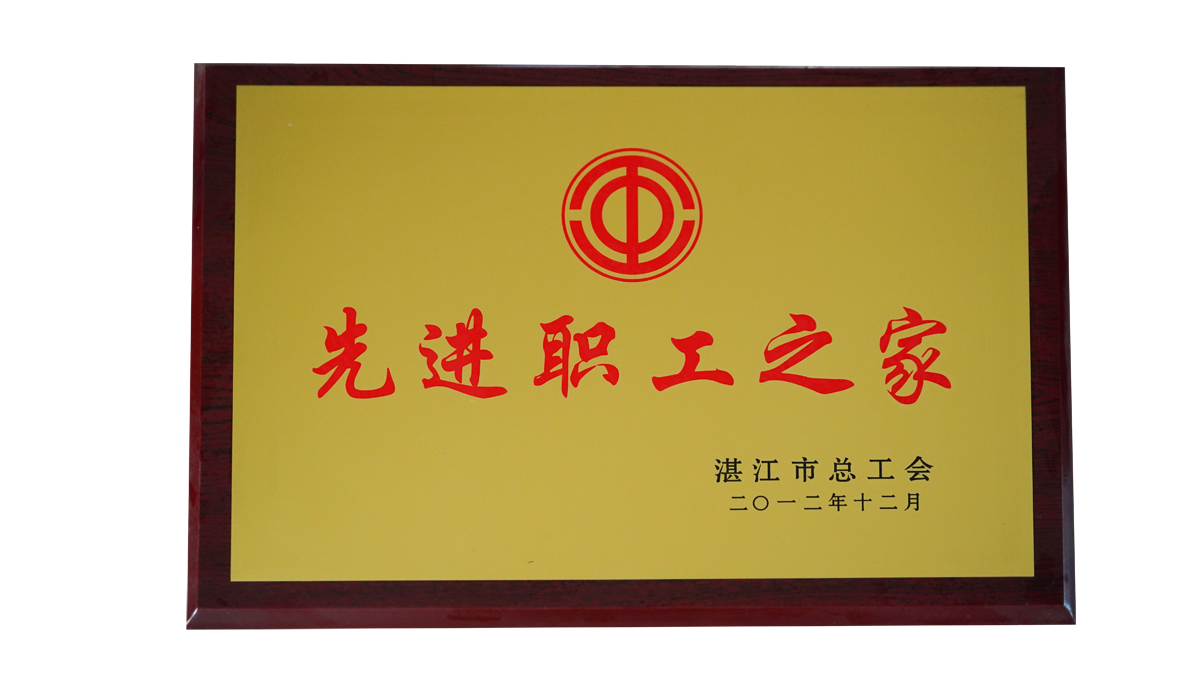 先进职工之家
湛江市总工会
二〇一二年十二月